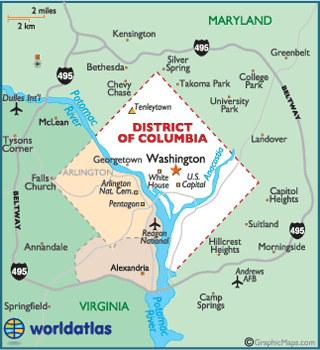 2 miles
2 km
MARYLAND
Kensington
Greenbelt
495
Silver
Spring
Bethesda
495
College
Park
Takoma Park
Chevy
Chase
Dulles Int'l
Potomac
River
Tenleytown
University
Park
BELTWAY
McLean
DISTRICT
OF COLUMBIA
Tysons
Corner
Landover
Georgetown
Washington
Anacostia
White
House
U.S.
Capitol
Falls
Church
ARLINGTON
Arlington
Nat. Cem.
Pentagon
Capitol
Heights
BELTWAY
Reagan
National
Suitland
495
Annandale
Hillcrest
Heights
Morningside
495
Alexandria
Andrews
AFB
Camp
Springs
Springfield
VIRGINIA
Potomac
River
worldatlas
©GraphicMaps.com